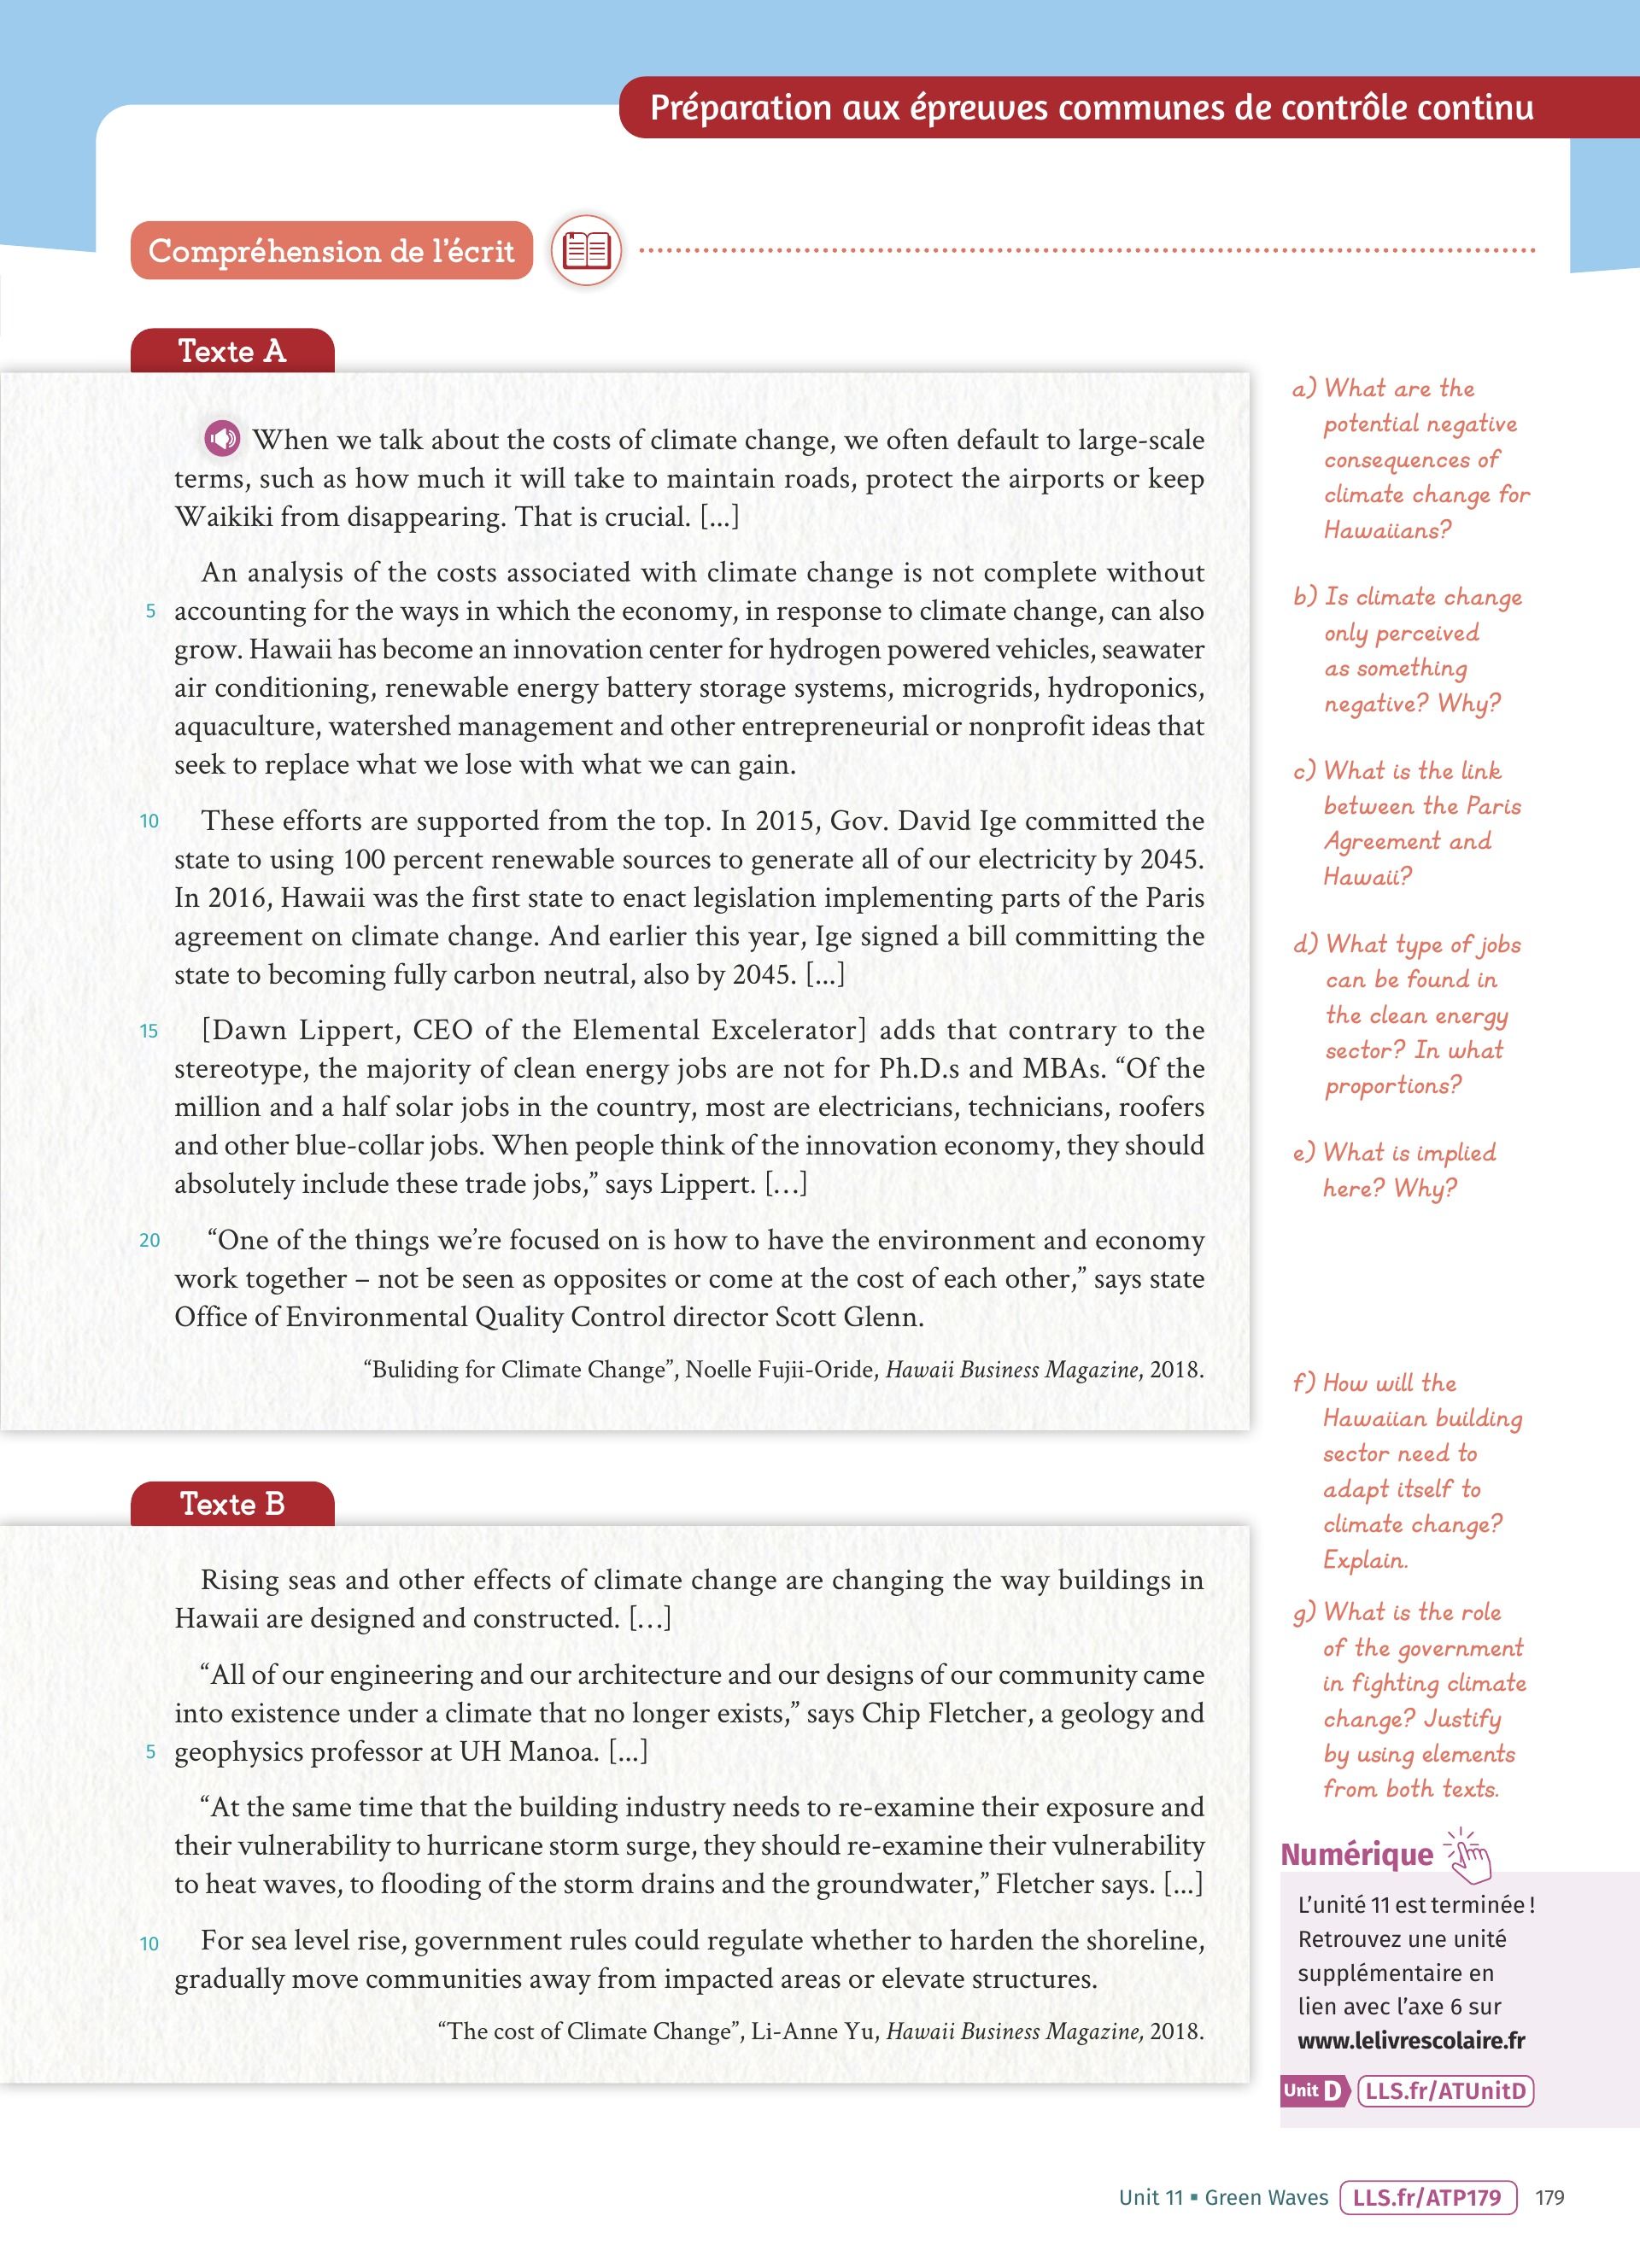 Préparation aux épreuves communes de contrôle continu
Compréhension de l'écrit
Texte A
When we talk about the costs of climate change, we often default to large-scale
terms, such as how much it will take to maintain roads, protect the airports or keep
Waikiki from disappearing. That is crucial. [...]
An analysis of the costs associated with climate change is not complete without
5 accounting for the ways in which the economy, in response to climate change, can also
grow. Hawaii has become an innovation center for hydrogen powered vehicles, seawater
air conditioning, renewable energy battery storage systems, microgrids, hydroponics,
aquaculture, watershed management and other entrepreneurial or nonprofit ideas that
seek to replace what we lose with what we can gain.
10 These efforts are supported from the top. In 2015, Gov. David Ige committed the
state to using 100 percent renewable sources to generate all of our electricity by 2045.
In 2016, Hawaii was the first state to enact legislation implementing parts of the Paris
agreement on climate change. And earlier this year, Ige signed a bill committing the
state to becoming fully carbon neutral, also by 2045. [...]
15 [Dawn Lippert, CEO of the Elemental Excelerator] adds that contrary to the
stereotype, the majority of clean energy jobs are not for Ph.D.s and MBAs. “Of the
million and a half solar jobs in the country, most are electricians, technicians, roofers
and other blue-collar jobs. When people think of the innovation economy, they should
absolutely include these trade jobs,” says Lippert. […]
20 “One of the things we’re focused on is how to have the environment and economy
work together – not be seen as opposites or come at the cost of each other,” says state
Office of Environmental Quality Control director Scott Glenn.
“Buliding for Climate Change”, Noelle Fujii-Oride, Hawaii Business Magazine, 2018.
a) What are the
potential negative
consequences of
climate change for
Hawaiians?
b) Is climate change
only perceived
as something
negative? Why?
c) What is the link
between the Paris
Agreement and
Hawaii?
d) What type of jobs
can be found in
the clean energy
sector? In what
proportions?
e) What is implied
here? Why?
Texte B
Rising seas and other effects of climate change are changing the way buildings in
Hawaii are designed and constructed. […]
“All of our engineering and our architecture and our designs of our community came
into existence under a climate that no longer exists,” says Chip Fletcher, a geology and
5 geophysics professor at UH Manoa. [...]
“At the same time that the building industry needs to re-examine their exposure and
their vulnerability to hurricane storm surge, they should re-examine their vulnerability
to heat waves, to flooding of the storm drains and the groundwater,” Fletcher says. [...]
10 For sea level rise, government rules could regulate whether to harden the shoreline,
gradually move communities away from impacted areas or elevate structures.
“The cost of Climate Change”, Li-Anne Yu, Hawaii Business Magazine, 2018.
f) How will the
Hawaiian building
sector need to
adapt itself to
climate change?
Explain.
g) What is the role
of the government
in fighting climate
change? Justify
by using elements
from both texts.
Numérique
L’unité 11 est terminée !
Retrouvez une unité
supplémentaire en
lien avec l’axe 6 sur
www.lelivrescolaire.fr
Unit D LLS.fr/ATUnitD
Unit 11 ▪ Green Waves LLS.fr/ATP179 179